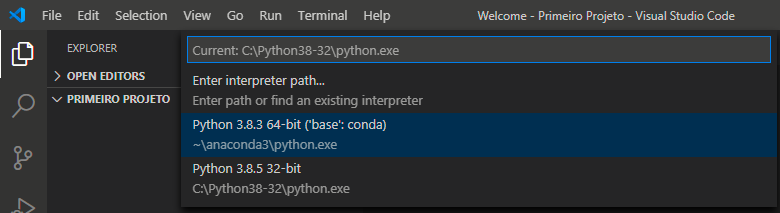 File Edit Selection View Go Run Terminal Help Welcome - Primeiro Projeto - Visual Studio Code
EXPLORER
OPEN EDITORS
PRIMEIRO PROJETO
Current: C:\Python38-32\python.exe
Enter interpreter path...
Enter path or find an existing interpreter
Python 3.8.3 64-bit ('base': conda)
~\anaconda3\python.exe
Python 3.8.5 32-bit
C:\Python38-32\python.exe